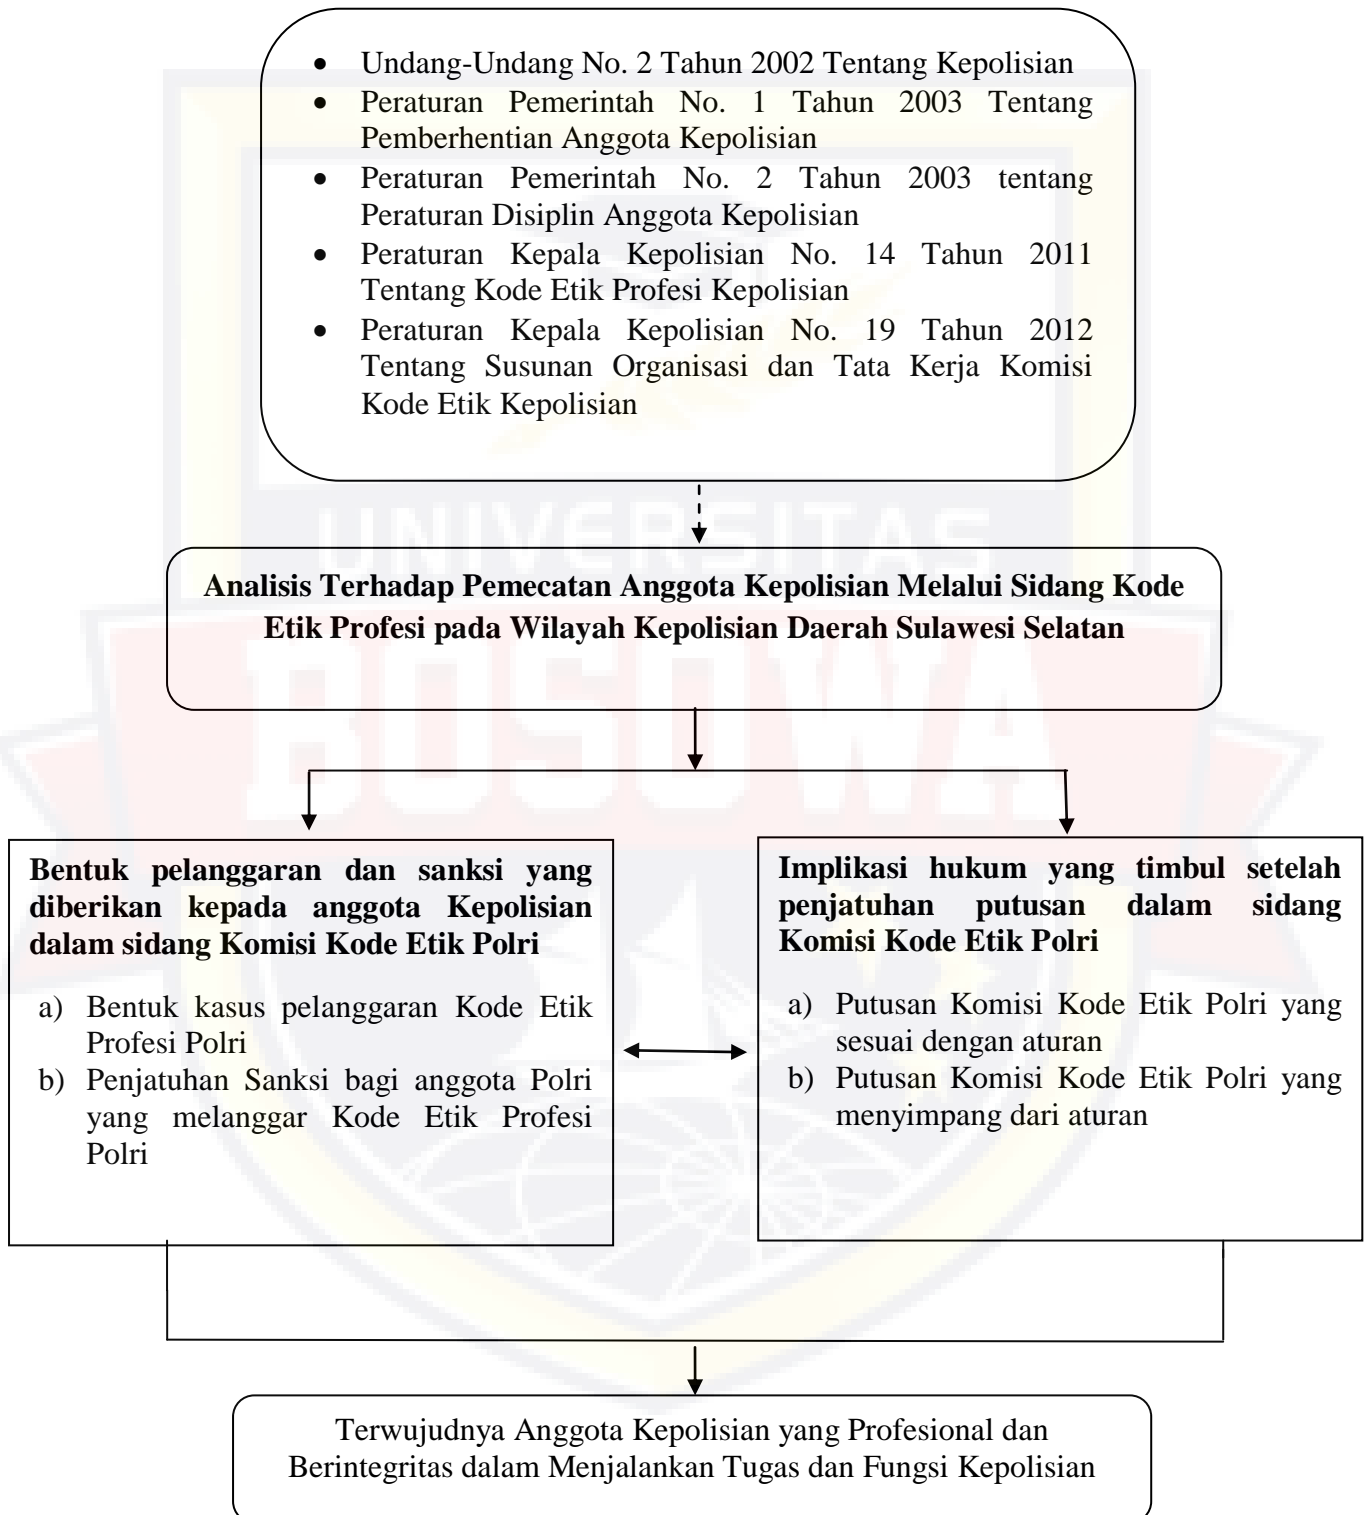 • Undang-Undang No. 2 Tahun 2002 Tentang Kepolisian
• Peraturan Pemerintah No. 1 Tahun 2003 Tentang
Pemberhentian Anggota Kepolisian
• Peraturan Pemerintah No. 2 Tahun 2003 tentang
Peraturan Disiplin Anggota Kepolisian
• Peraturan Kepala Kepolisian No. 14 Tahun 2011
Tentang Kode Etik Profesi Kepolisian
• Peraturan Kepala Kepolisian No. 19 Tahun 2012
Tentang Susunan Organisasi dan Tata Kerja Komisi
Kode Etik Kepolisian
UNIVERSITAS
Analisis Terhadap Pemecatan Anggota Kepolisian Melalui Sidang Kode
Etik Profesi pada Wilayah Kepolisian Daerah Sulawesi Selatan
BOSOWA
Bentuk pelanggaran dan sanksi yang
diberikan kepada anggota Kepolisian
dalam sidang Komisi Kode Etik Polri
a) Bentuk kasus pelanggaran Kode Etik
Profesi Polri
b) Penjatuhan Sanksi bagi anggota Polri
yang melanggar Kode Etik Profesi
Polri
Implikasi hukum yang timbul setelah
penjatuhan putusan dalam sidang
Komisi Kode Etik Polri
a) Putusan Komisi Kode Etik Polri yang
sesuai dengan aturan
b) Putusan Komisi Kode Etik Polri yang
menyimpang dari aturan
Terwujudnya Anggota Kepolisian yang Profesional dan
Berintegritas dalam Menjalankan Tugas dan Fungsi Kepolisian